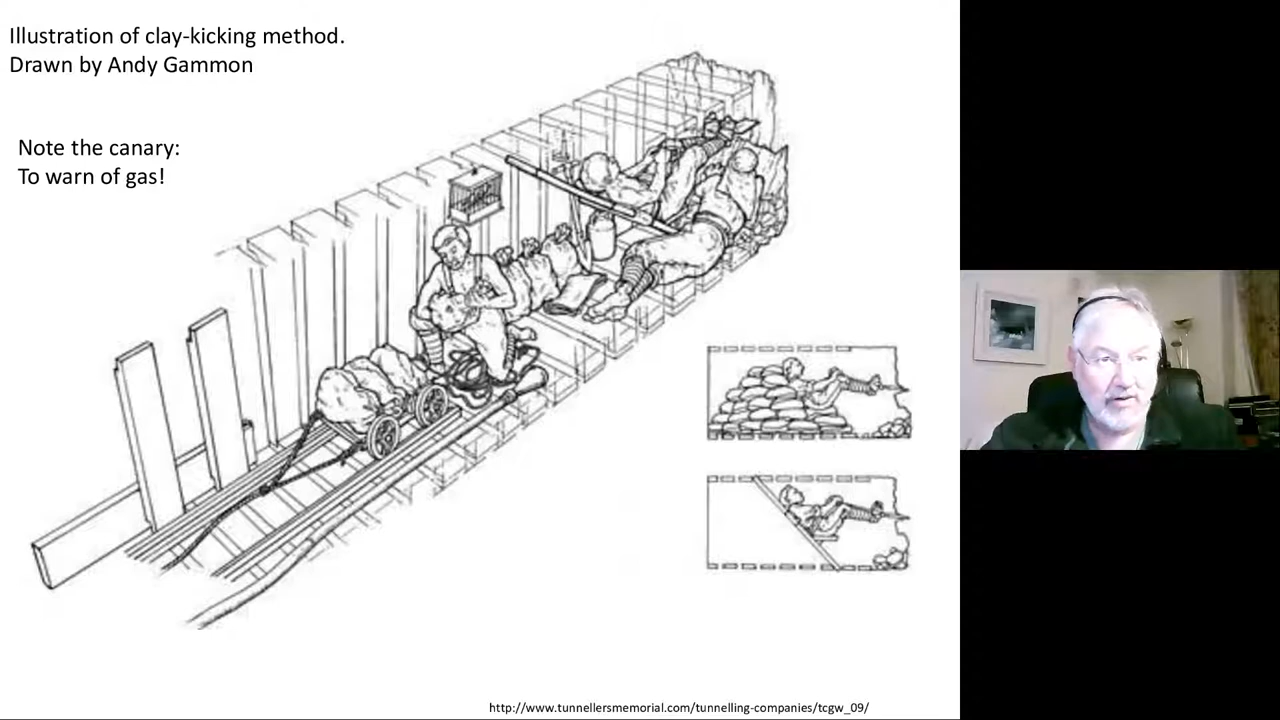 Illustration of clay-kicking method.
Drawn by Andy Gammon
Note the canary:
To warn of gas!
http://www.tunnellersmemorial.com/tunnelling-companies/tcgw_09/